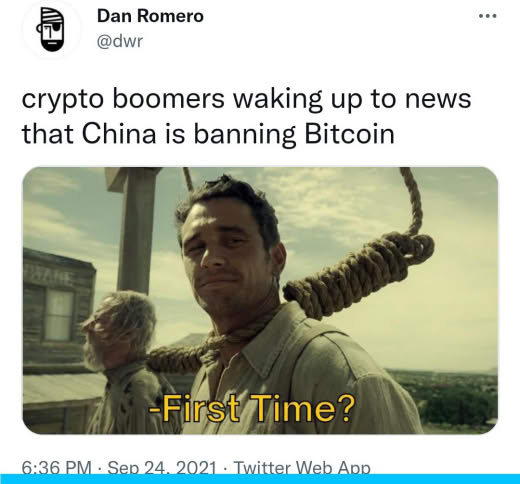 Dan Romero
@dwr
crypto boomers waking up to news
that China is banning Bitcoin
-First Time?
6:36 PM · Sep 24, 2021 · Twitter Web App